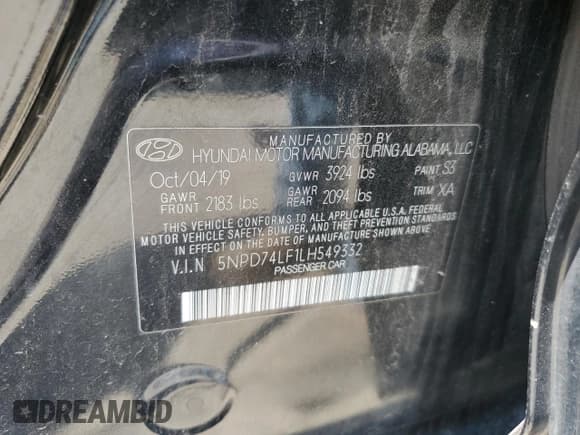 MANUFACTURED BY
HYUNDAI MOTOR MANUFACTURING ALABAMA, LLC
Oct/04/19 GVWR 3924 lbs PAINT S3
GAWR FRONT 2183 lbs GAWR REAR 2094 lbs TRIM XA
THIS VEHICLE CONFORMS TO ALL APPLICABLE U.S.A. FEDERAL
MOTOR VEHICLE SAFETY, BUMPER, AND THEFT PREVENTION STANDARDS
IN EFFECT ON THE DATE OF MANUFACTURE SHOWN ABOVE.
V.I.N 5NPD74LF1LH549332
PASSENGER CAR
DREAMBID